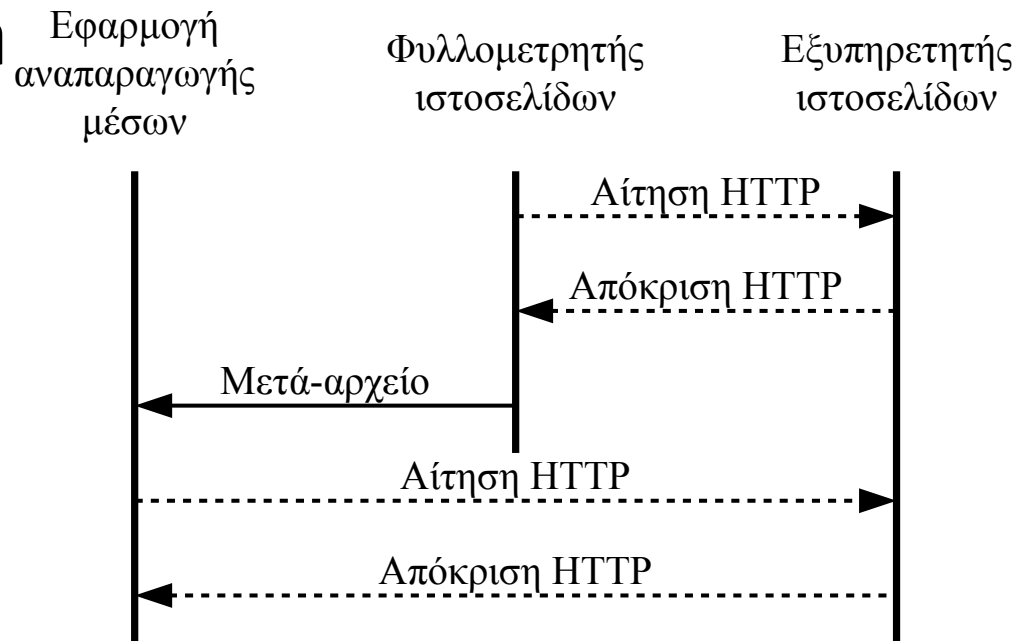 Εφαρμογή
αναπαραγωγής
μέσων
Φυλλομετρητής
ιστοσελίδων
Εξυπηρετητής
ιστοσελίδων
Αίτηση HTTP
Απόκριση HTTP
Μετά-αρχείο
Αίτηση HTTP
Απόκριση HTTP